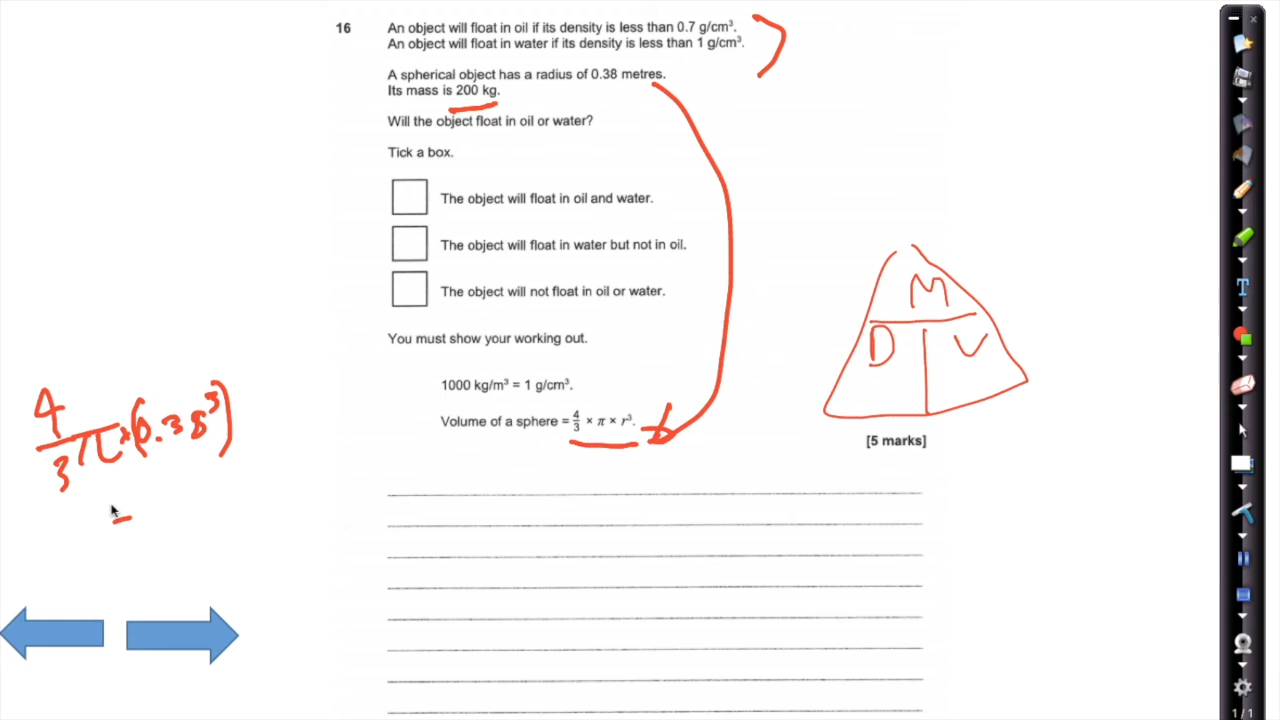 16 An object will float in oil if its density is less than 0.7 g/cm³.
An object will float in water if its density is less than 1 g/cm³.
A spherical object has a radius of 0.38 metres.
Its mass is 200 kg.
Will the object float in oil or water?
Tick a box.
The object will float in oil and water.
The object will float in water but not in oil.
The object will not float in oil or water.
You must show your working out.
1000 kg/m³ = 1 g/cm³.
Volume of a sphere = 4/3 × π × r³.
[5 marks]
M
D V
4/3 π × (0.38³)
T
1/1